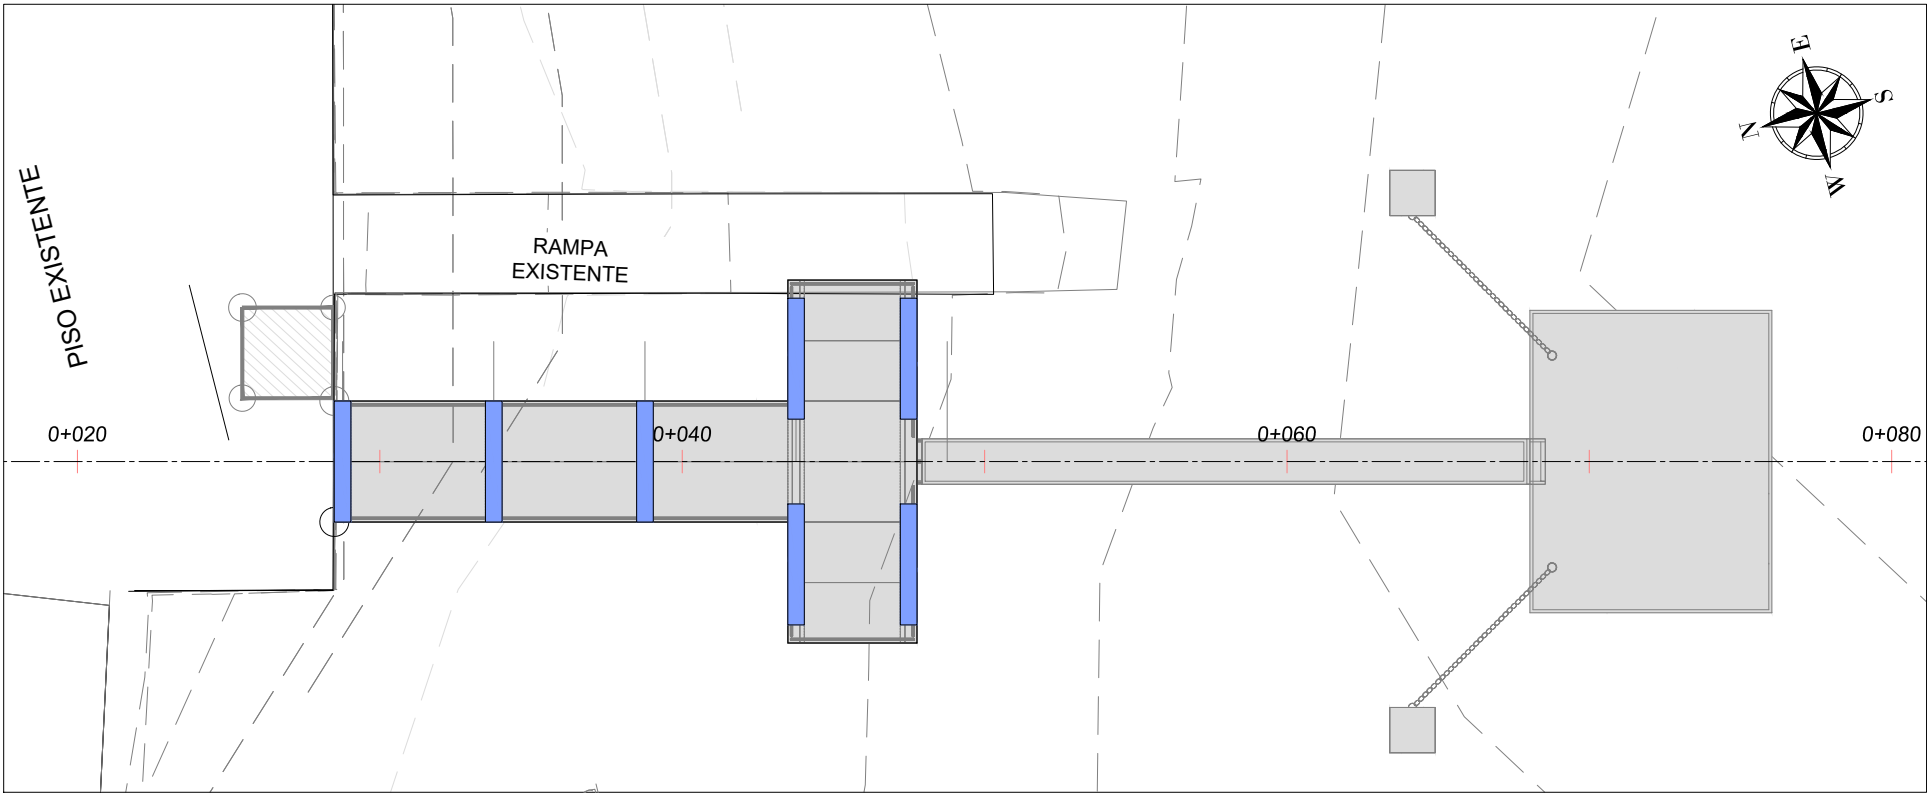 E
S
N
W
PISO EXISTENTE
RAMPA
EXISTENTE
0+020
0+040
0+060
0+080